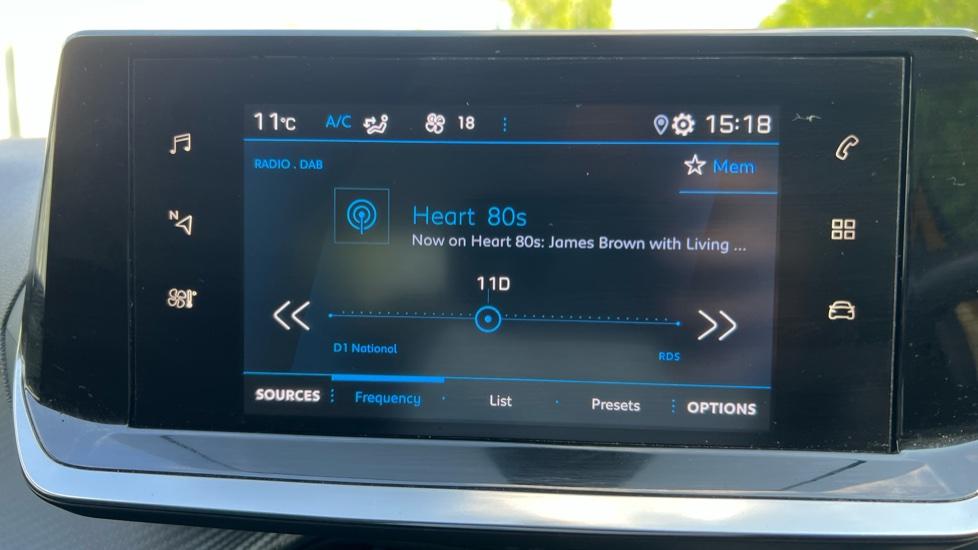 11°C A/C 18 15:18
RADIO . DAB
Mem
Heart 80s
Now on Heart 80s: James Brown with Living ...
11D
D1 National
RDS
SOURCES Frequency List Presets OPTIONS
N